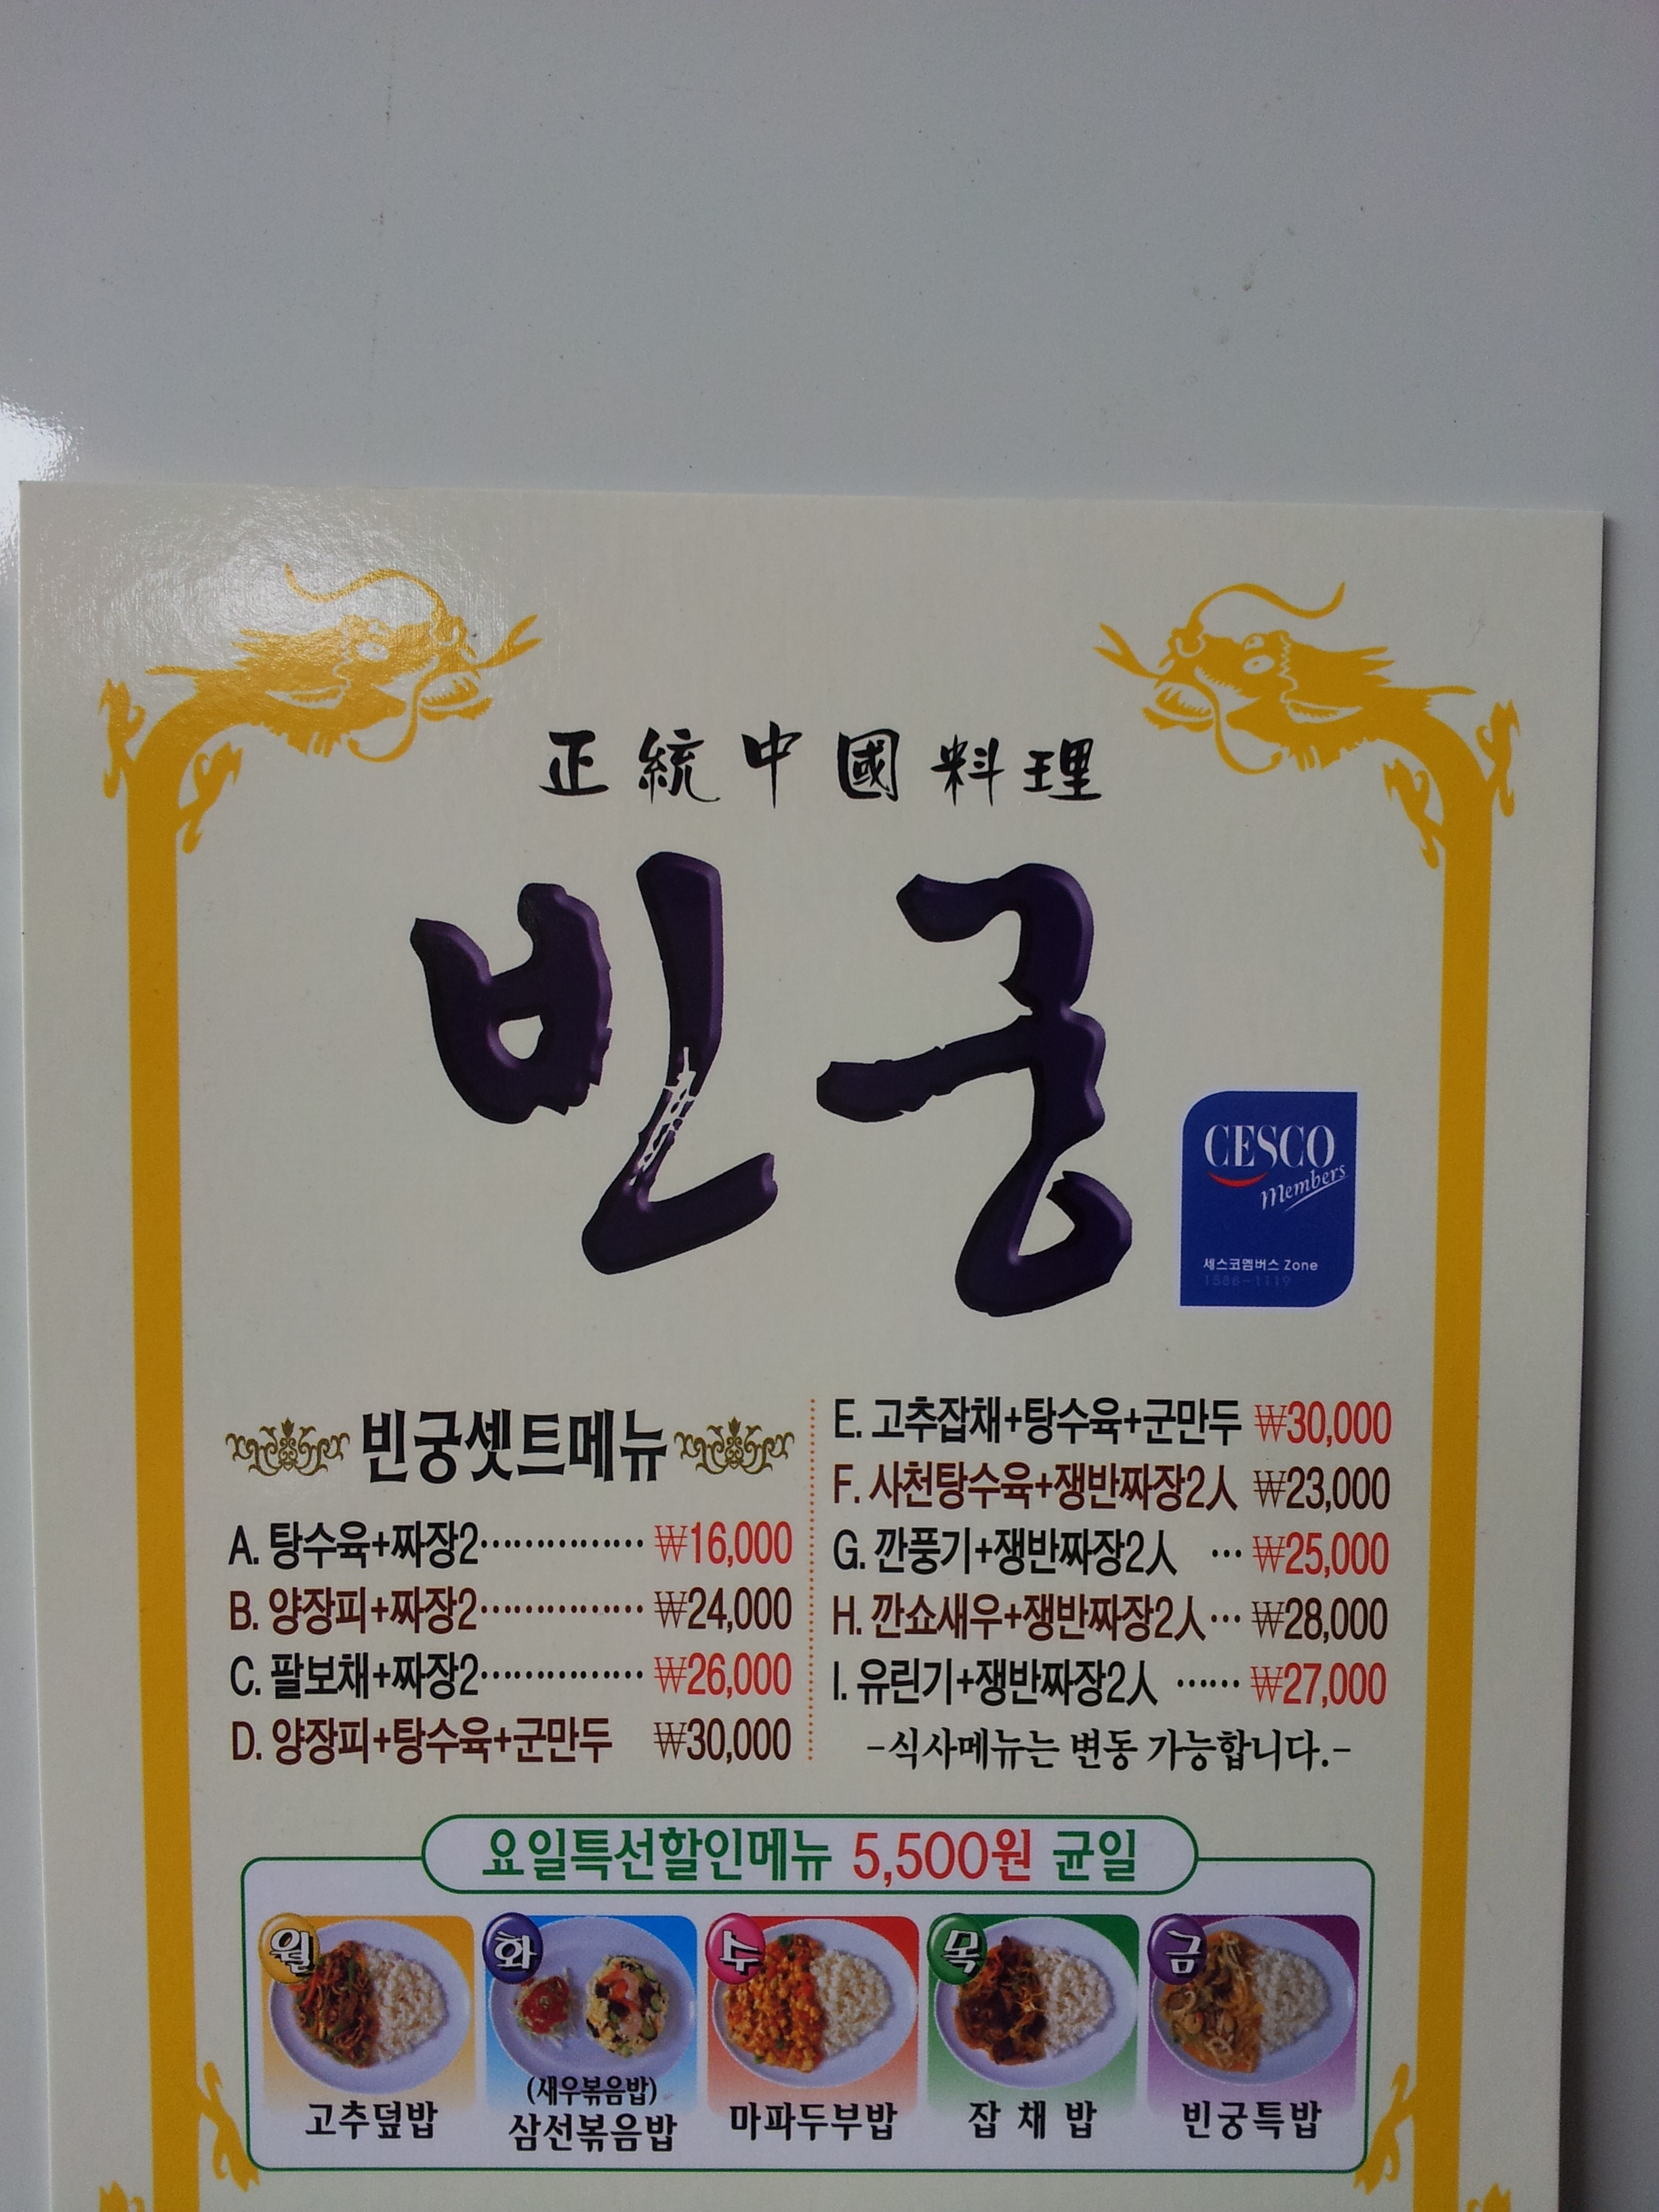 正統中國料理
빈궁
CESCO
Members
세스코멤버스 Zone
1588-1119
빈궁셋트메뉴
A. 탕수육+짜장2 ₩16,000
B. 양장피+짜장2 ₩24,000
C. 팔보채+짜장2 ₩26,000
D. 양장피+탕수육+군만두 ₩30,000
E. 고추잡채+탕수육+군만두 ₩30,000
F. 사천탕수육+쟁반짜장2人 ₩23,000
G. 깐풍기+쟁반짜장2人 ··· ₩25,000
H. 깐쇼새우+쟁반짜장2人··· ₩28,000
I. 유린기+쟁반짜장2人 ······ ₩27,000
-식사메뉴는 변동 가능합니다.-
요일특선할인메뉴 5,500원 균일
월 화 수 목 금
(새우볶음밥)
고추덮밥 삼선볶음밥 마파두부밥 잡 채 밥 빈궁특밥